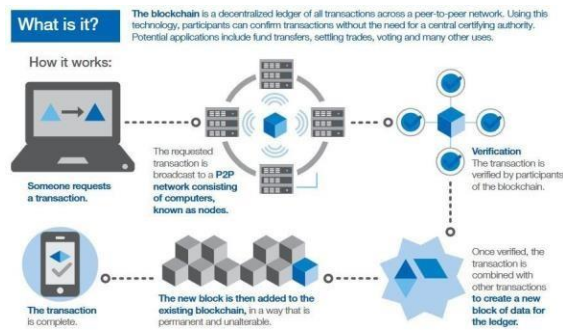 What is it?
The blockchain is a decentralized ledger of all transactions across a peer-to-peer network. Using this
technology, participants can confirm transactions without the need for a central certifying authority.
Potential applications include fund transfers, settling trades, voting and many other uses.
How it works:
Someone requests
a transaction.
The requested
transaction is
broadcast to a P2P
network consisting
of computers,
known as nodes.
Verification
The transaction is
verified by participants
of the blockchain.
Once verified, the
transaction is
combined with
other transactions
to create a new
block of data for
the ledger.
The new block is then added to the
existing blockchain, in a way that is
permanent and unalterable.
The transaction
is complete.